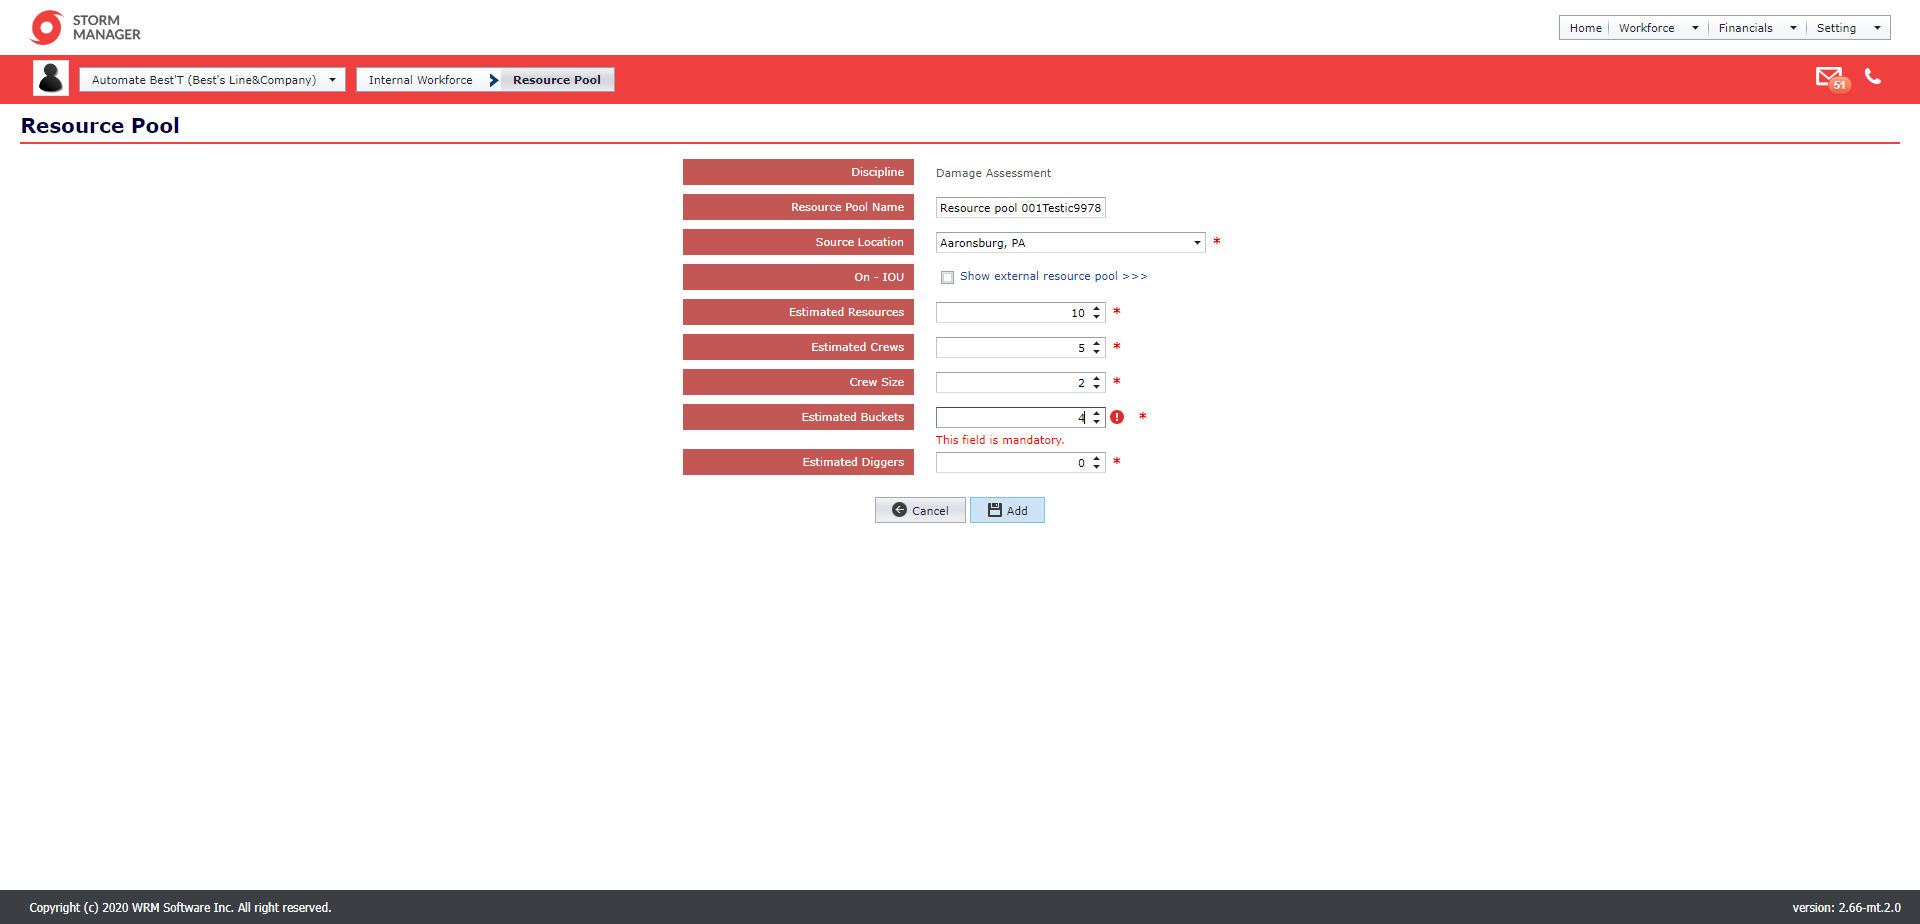 STORM
MANAGER
Home Workforce Financials Setting
Automate Best'T (Best's Line&Company) Internal Workforce Resource Pool 51
Resource Pool
Discipline Damage Assessment
Resource Pool Name Resource pool 001Testic9978
Source Location Aaronsburg, PA *
On - IOU Show external resource pool >>>
Estimated Resources 10 *
Estimated Crews 5 *
Crew Size 2 *
Estimated Buckets 4 ! *
This field is mandatory.
Estimated Diggers 0 *
Cancel Add
Copyright (c) 2020 WRM Software Inc. All right reserved. version: 2.66-mt.2.0